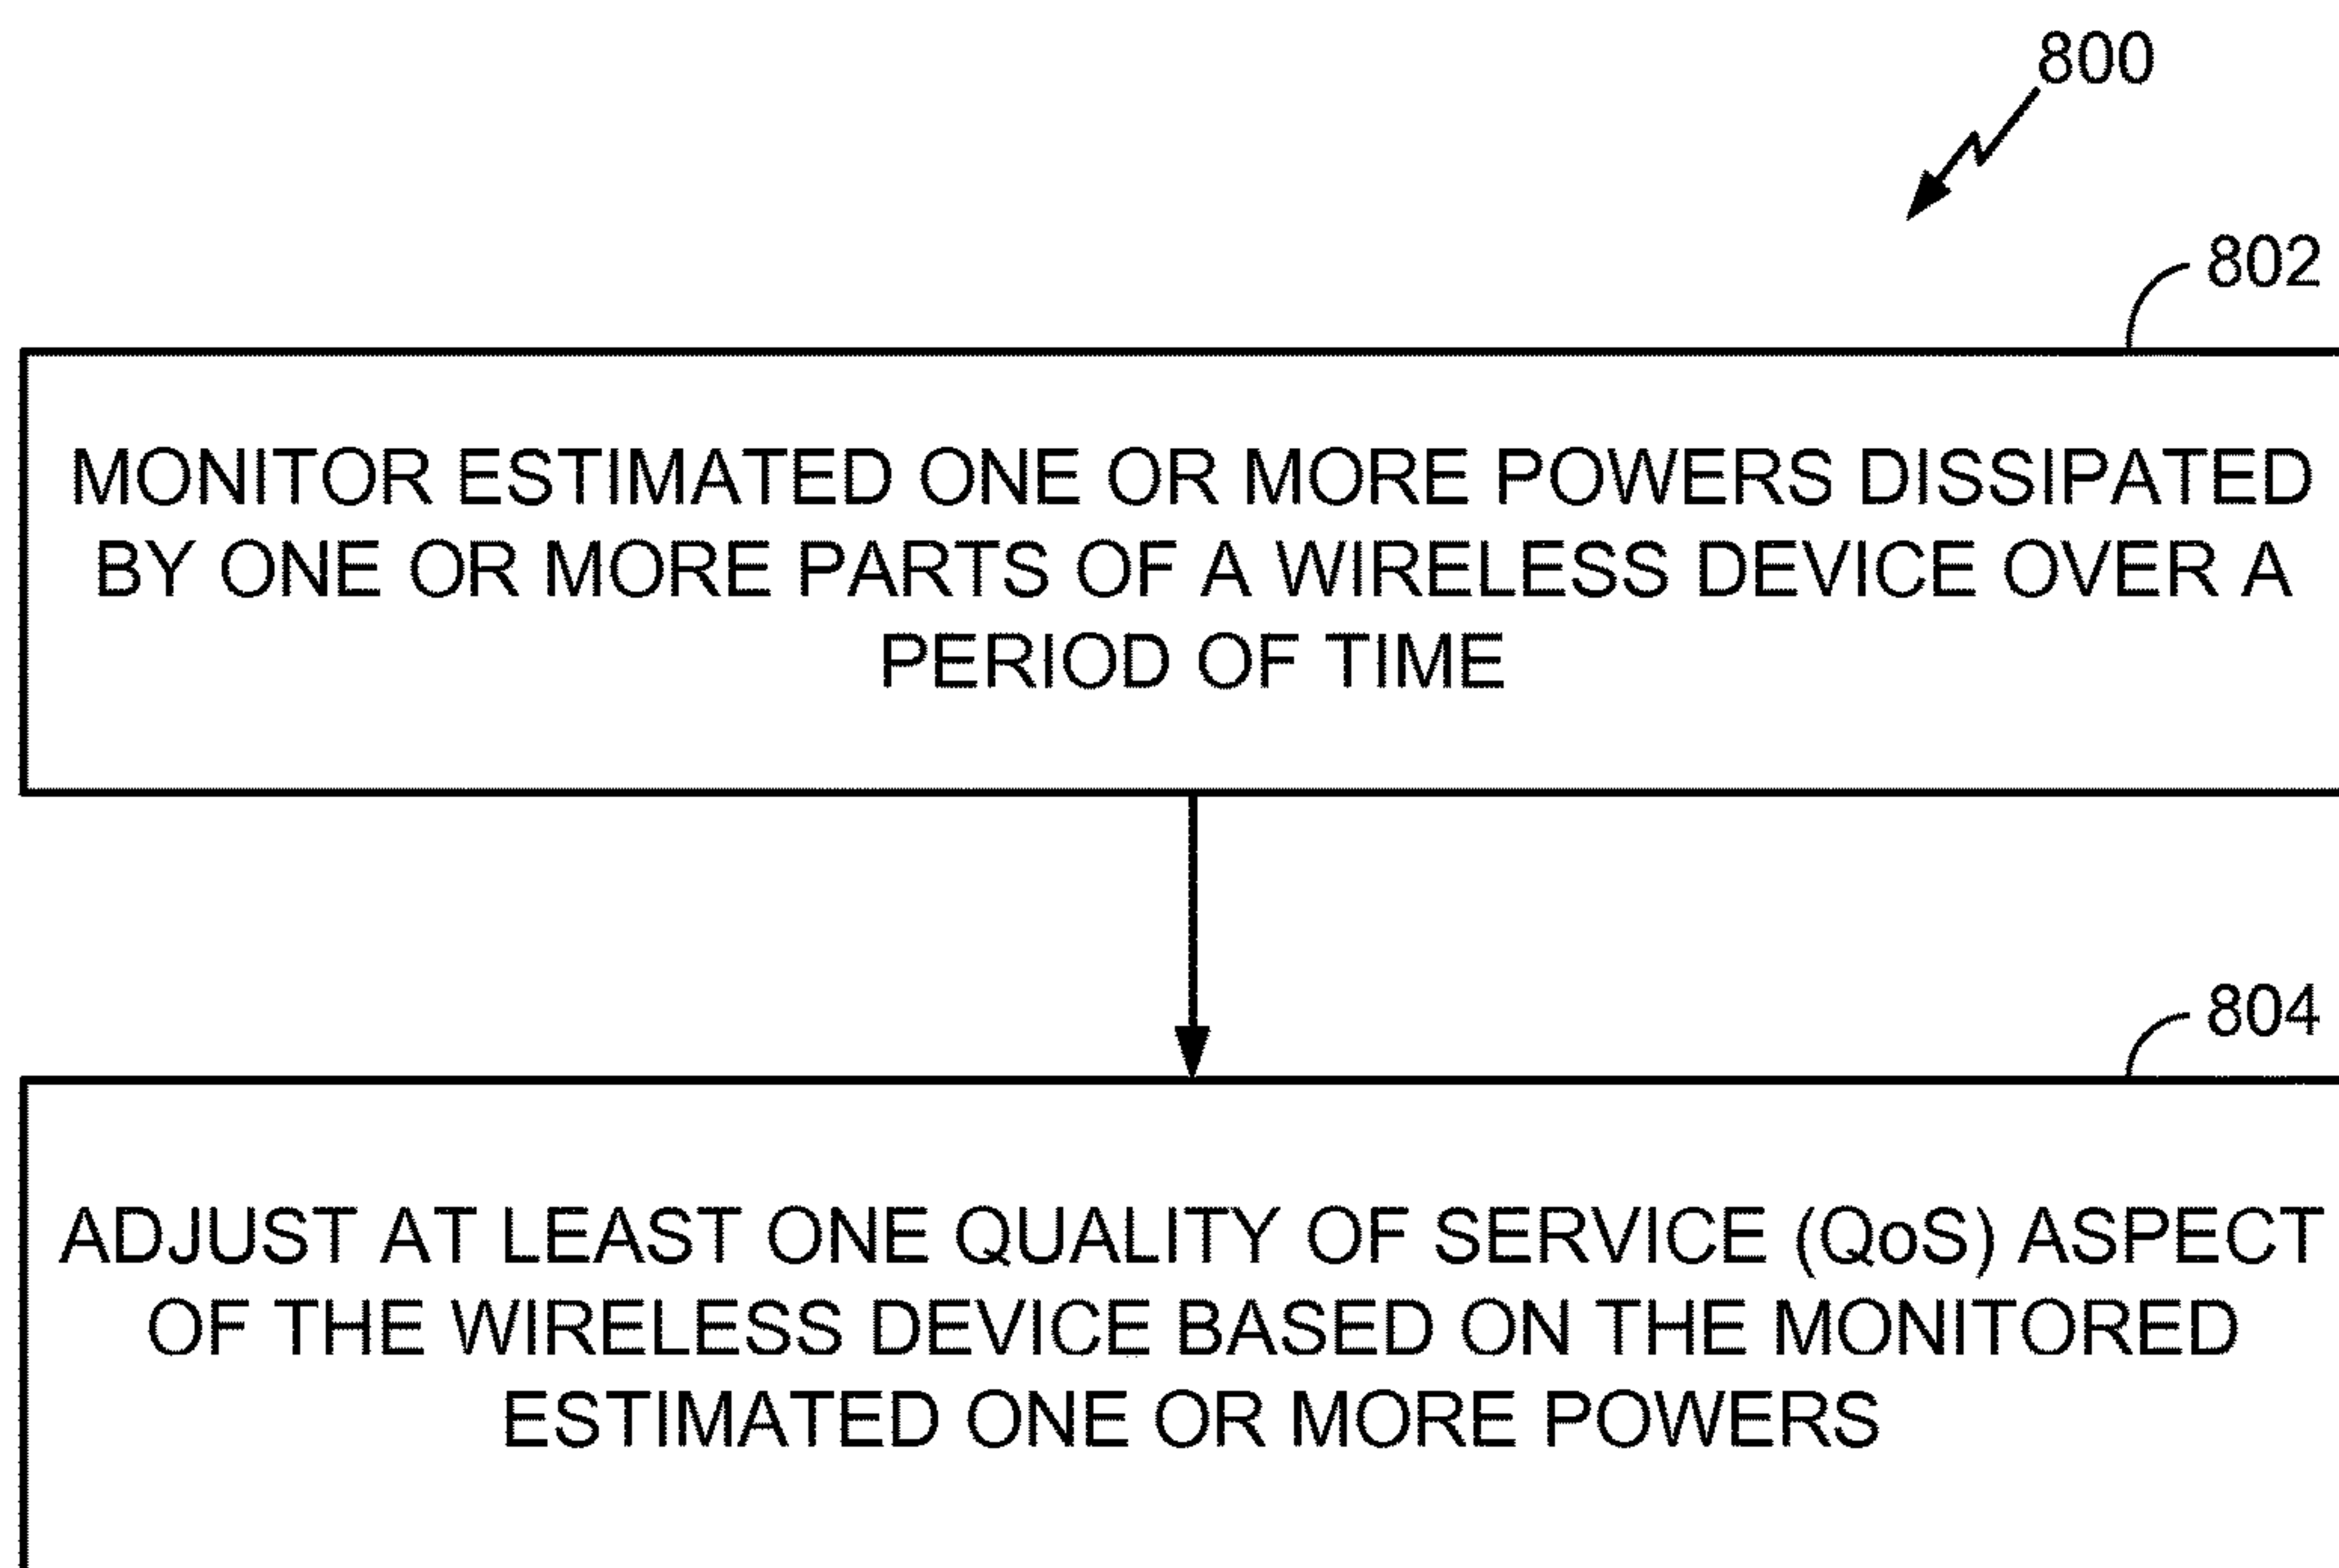 800
802
MONITOR ESTIMATED ONE OR MORE POWERS DISSIPATED
BY ONE OR MORE PARTS OF A WIRELESS DEVICE OVER A
PERIOD OF TIME
804
ADJUST AT LEAST ONE QUALITY OF SERVICE (QoS) ASPECT
OF THE WIRELESS DEVICE BASED ON THE MONITORED
ESTIMATED ONE OR MORE POWERS